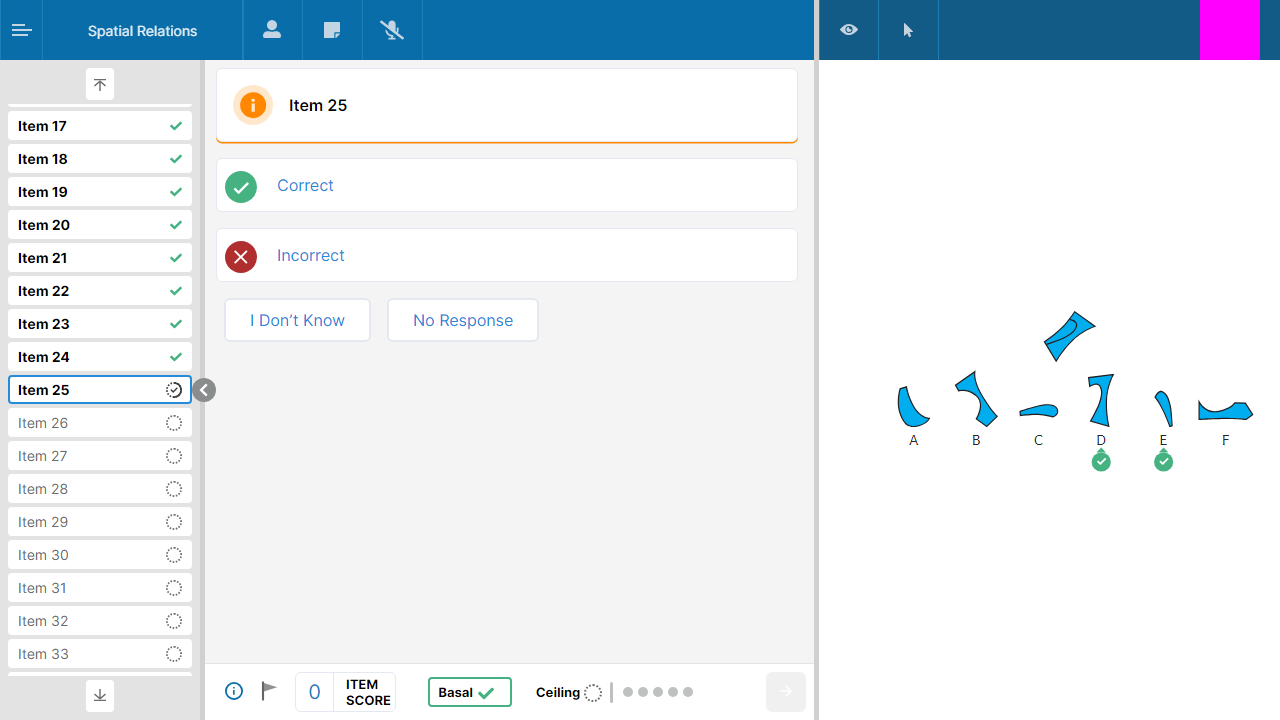 Spatial Relations
Item 17
Item 18
Item 19
Item 20
Item 21
Item 22
Item 23
Item 24
Item 25
Item 26
Item 27
Item 28
Item 29
Item 30
Item 31
Item 32
Item 33
Item 25
Correct
Incorrect
I Don’t Know No Response
0 ITEM SCORE
Basal
Ceiling
A B C D E F